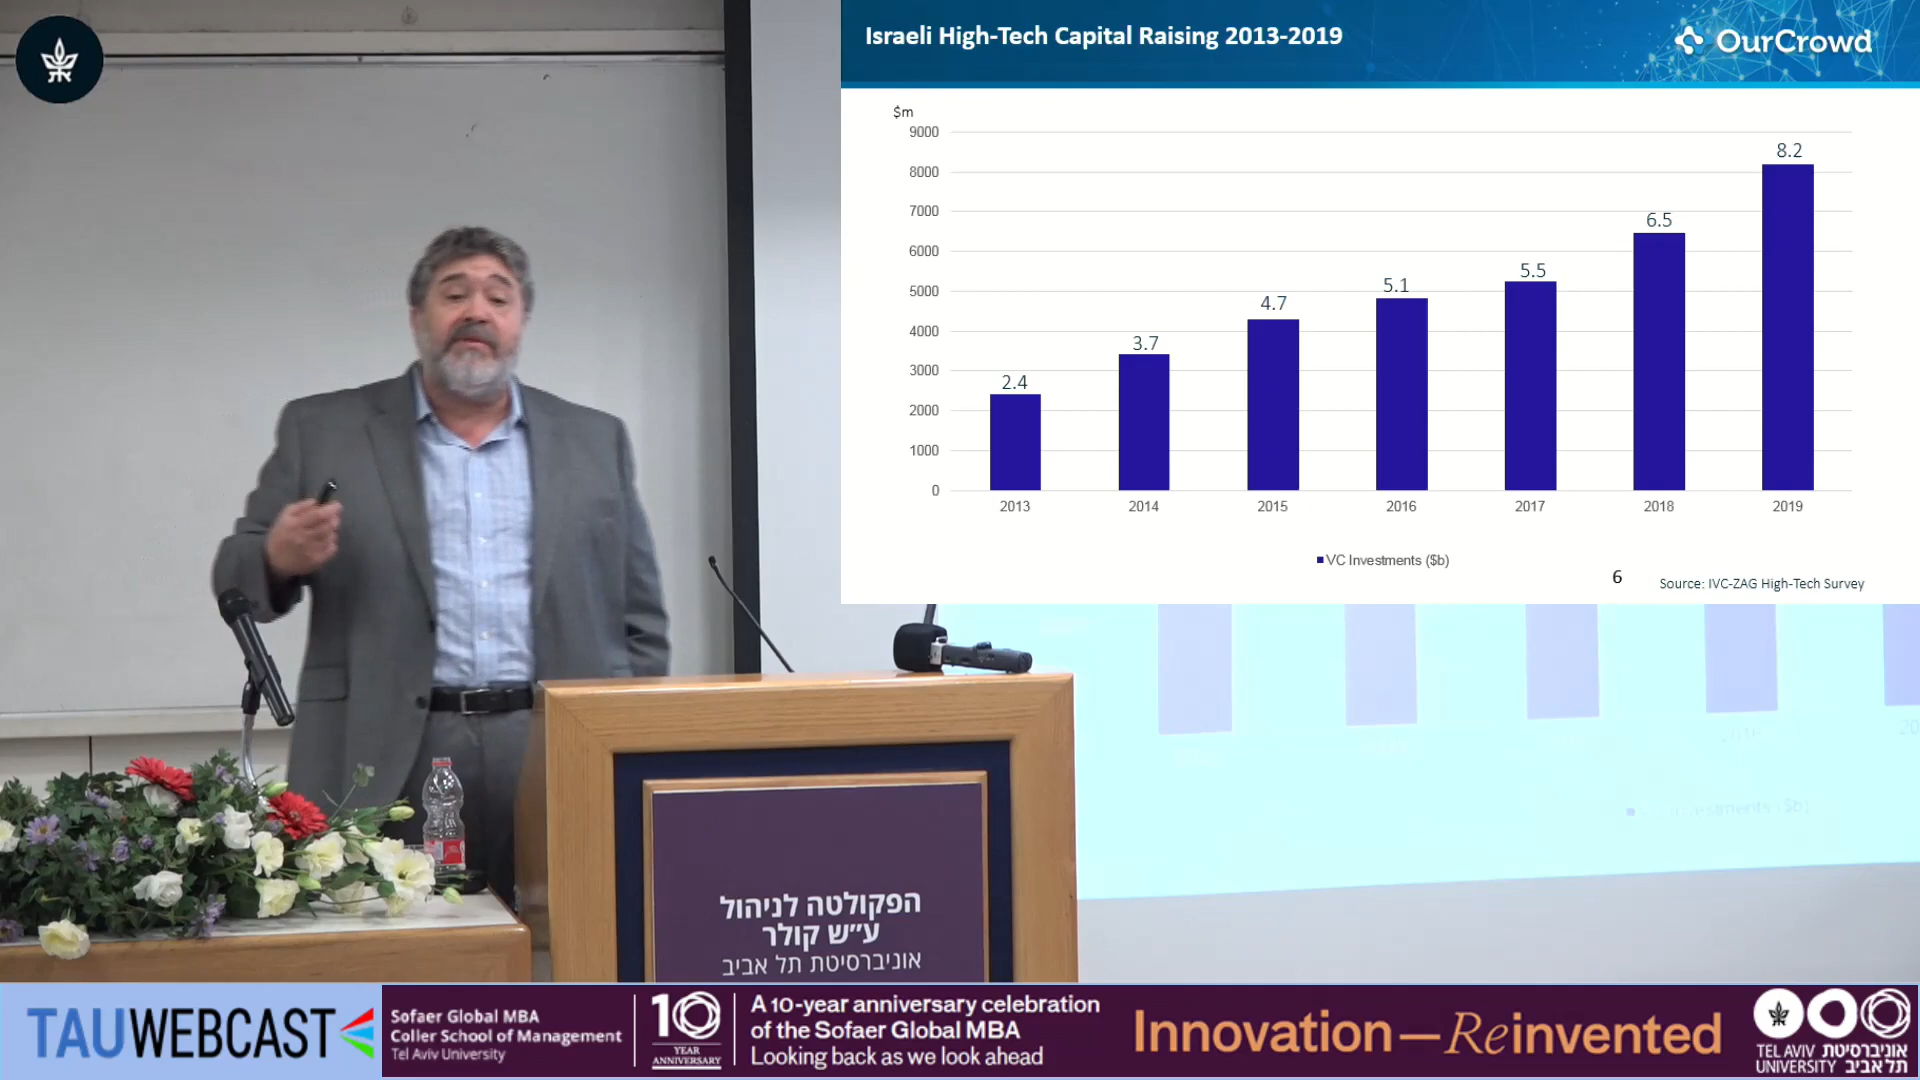 Israeli High-Tech Capital Raising 2013-2019
OurCrowd
$m
9000
8000
7000
6000
5000
4000
3000
2000
1000
0
2.4
3.7
4.7
5.1
5.5
6.5
8.2
2013
2014
2015
2016
2017
2018
2019
VC Investments ($b)
6
Source: IVC-ZAG High-Tech Survey
הפקולטה לניהול
ע״ש קולר
אוניברסיטת תל אביב
TAUWEBCAST
Sofaer Global MBA
Coller School of Management
Tel Aviv University
10
YEAR
ANNIVERSARY
A 10-year anniversary celebration
of the Sofaer Global MBA
Looking back as we look ahead
Innovation—Reinvented
TEL AVIV אוניברסיטת
UNIVERSITY תל אביב